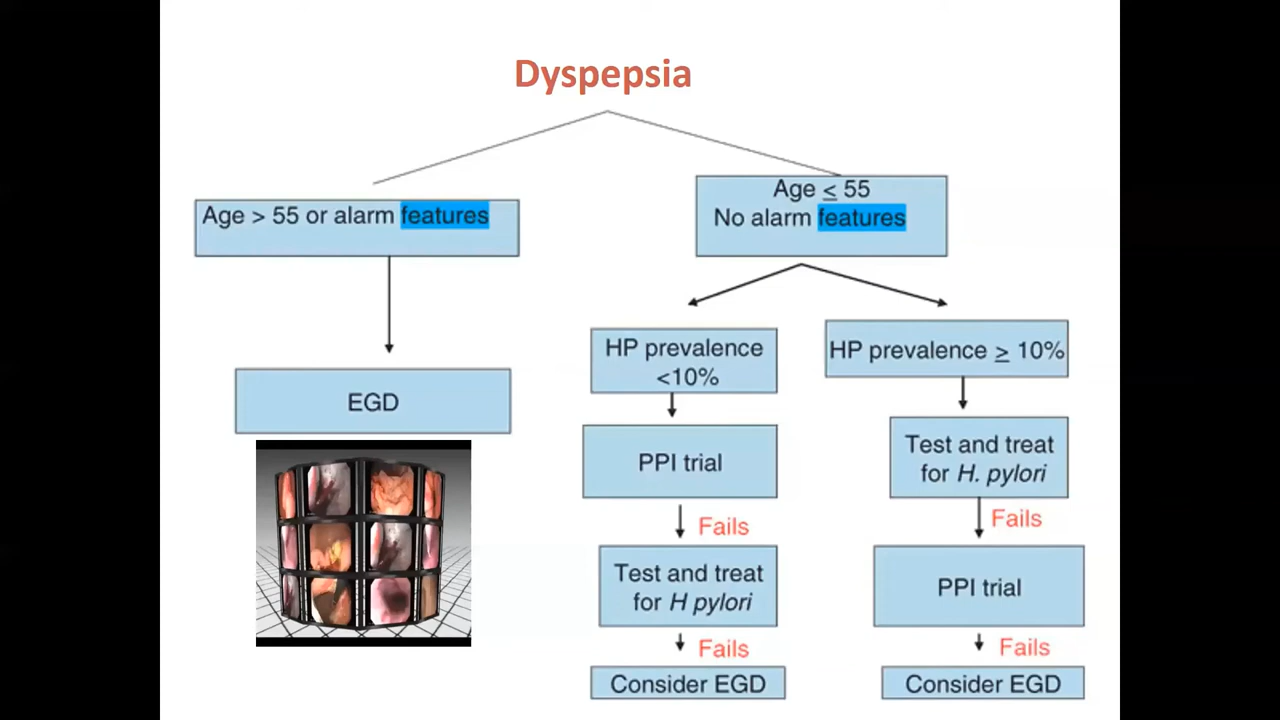 Dyspepsia
Age > 55 or alarm features
Age ≤ 55
No alarm features
HP prevalence
<10%
HP prevalence ≥ 10%
EGD
PPI trial
Test and treat
for H. pylori
Fails
Fails
Test and treat
for H pylori
PPI trial
Fails
Fails
Consider EGD
Consider EGD